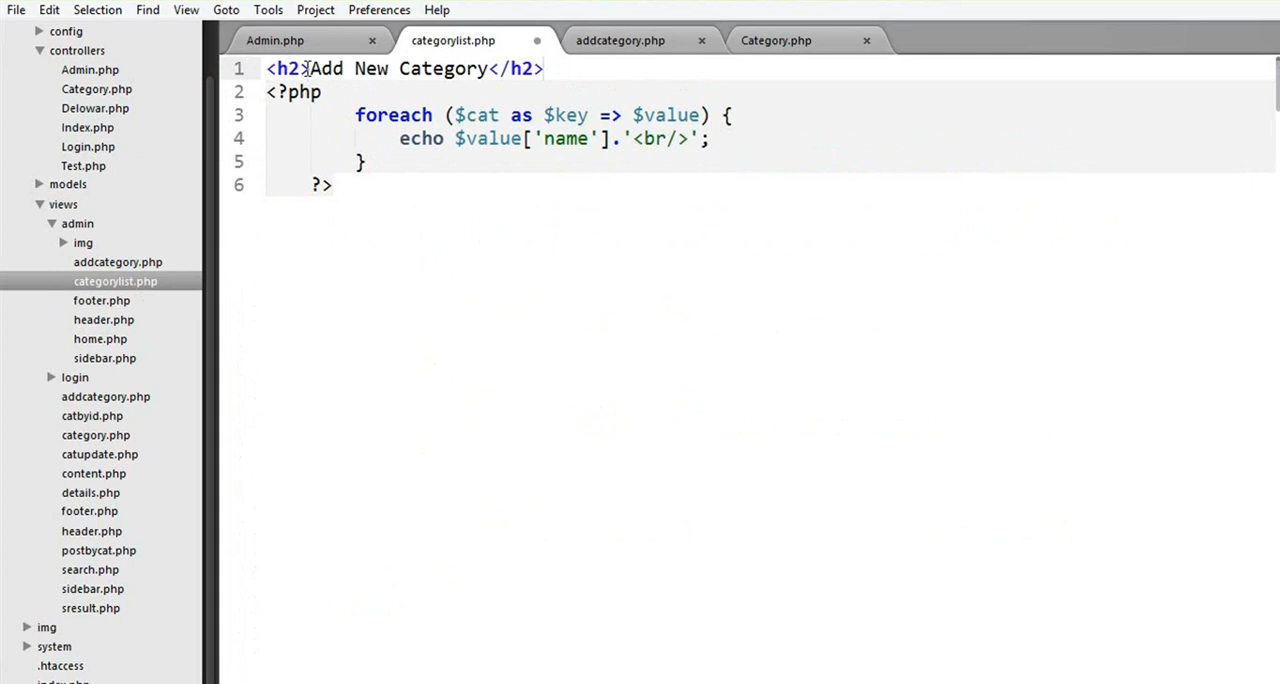 File Edit Selection Find View Goto Tools Project Preferences Help
Admin.php × categorylist.php addcategory.php × Category.php ×
config
controllers
Admin.php
Category.php
Delowar.php
Index.php
Login.php
Test.php
models
views
admin
img
addcategory.php
categorylist.php
footer.php
header.php
home.php
sidebar.php
login
addcategory.php
catbyid.php
category.php
catupdate.php
content.php
details.php
footer.php
header.php
postbycat.php
search.php
sidebar.php
sresult.php
img
system
.htaccess
index.php
1 <h2>Add New Category</h2>
2 <?php
3 foreach ($cat as $key => $value) {
4 echo $value['name'].'<br/>';
5 }
6 ?>